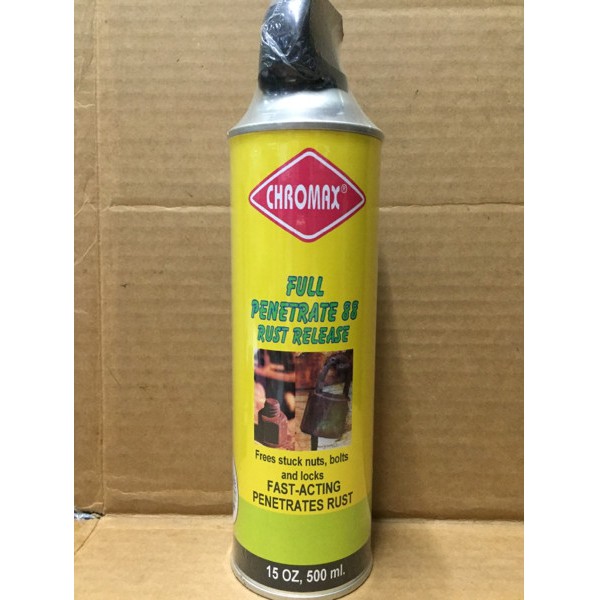 CHROMAX®
FULL
PENETRATE 88
RUST RELEASE
Frees stuck nuts, bolts
and locks
FAST-ACTING
PENETRATES RUST
15 OZ, 500 ml.